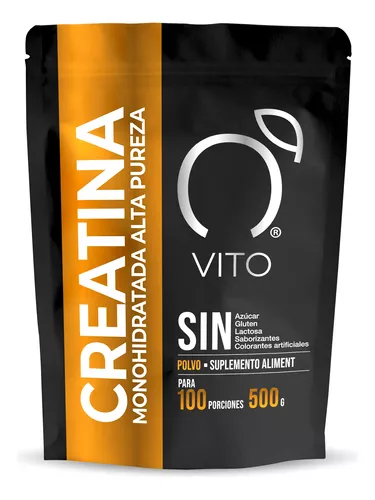 CREATINA
MONOHIDRATADA ALTA PUREZA
®
VITO
SIN
Azúcar
Gluten
Lactosa
Saborizantes
Colorantes artificiales
POLVO ▪ SUPLEMENTO ALIMENT
PARA
100 PORCIONES 500 G